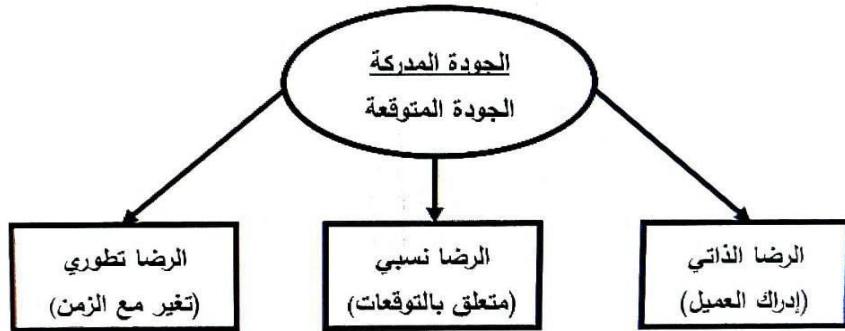 الجودة المدركة
الجودة المتوقعة
الرضا الذاتي
(إدراك العميل)
الرضا نسبي
(متعلق بالتوقعات)
الرضا تطوري
(تغير مع الزمن)